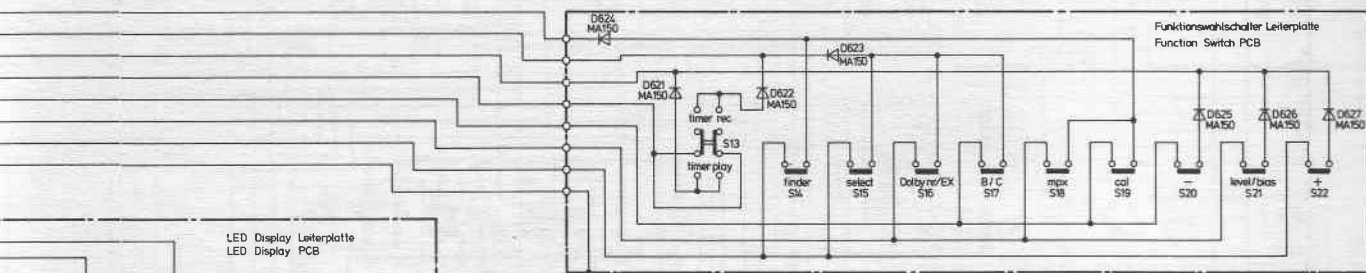 D624
MA150
Funktionswahlschalter Leiterplatte
Function Switch PCB
D623
MA150
D621
MA150
D622
MA150
timer rec
S13
timer play
D625
MA150
D626
MA150
D627
MA150
finder
S14
select
S15
Dolby nr/EX
S16
B/C
S17
mpx
S18
cal
S19
−
S20
level/bias
S21
+
S22
LED Display Leiterplatte
LED Display PCB